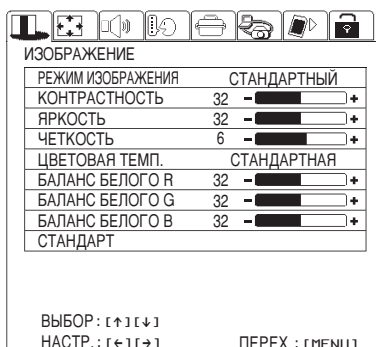 ИЗОБРАЖЕНИЕ
РЕЖИМ ИЗОБРАЖЕНИЯ СТАНДАРТНЫЙ
КОНТРАСТНОСТЬ 32 - +
ЯРКОСТЬ 32 - +
ЧЕТКОСТЬ 6 - +
ЦВЕТОВАЯ ТЕМП. СТАНДАРТНАЯ
БАЛАНС БЕЛОГО R 32 - +
БАЛАНС БЕЛОГО G 32 - +
БАЛАНС БЕЛОГО B 32 - +
СТАНДАРТ
ВЫБОР : [↑][↓]
НАСТР. : [←][→] ПЕРЕХ. : [MENU]